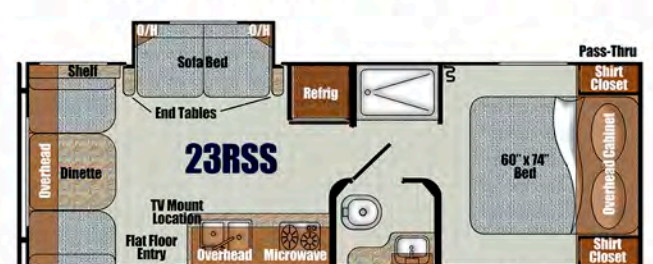 O/H
O/H
Pass-Thru
Shelf
Sofa Bed
Shirt
Closet
Refrig
End Tables
Overhead
Dinette
23RSS
60" x 74"
Bed
Overhead Cabinet
TV Mount
Location
Flat Floor
Entry
Overhead
Microwave
Shirt
Closet